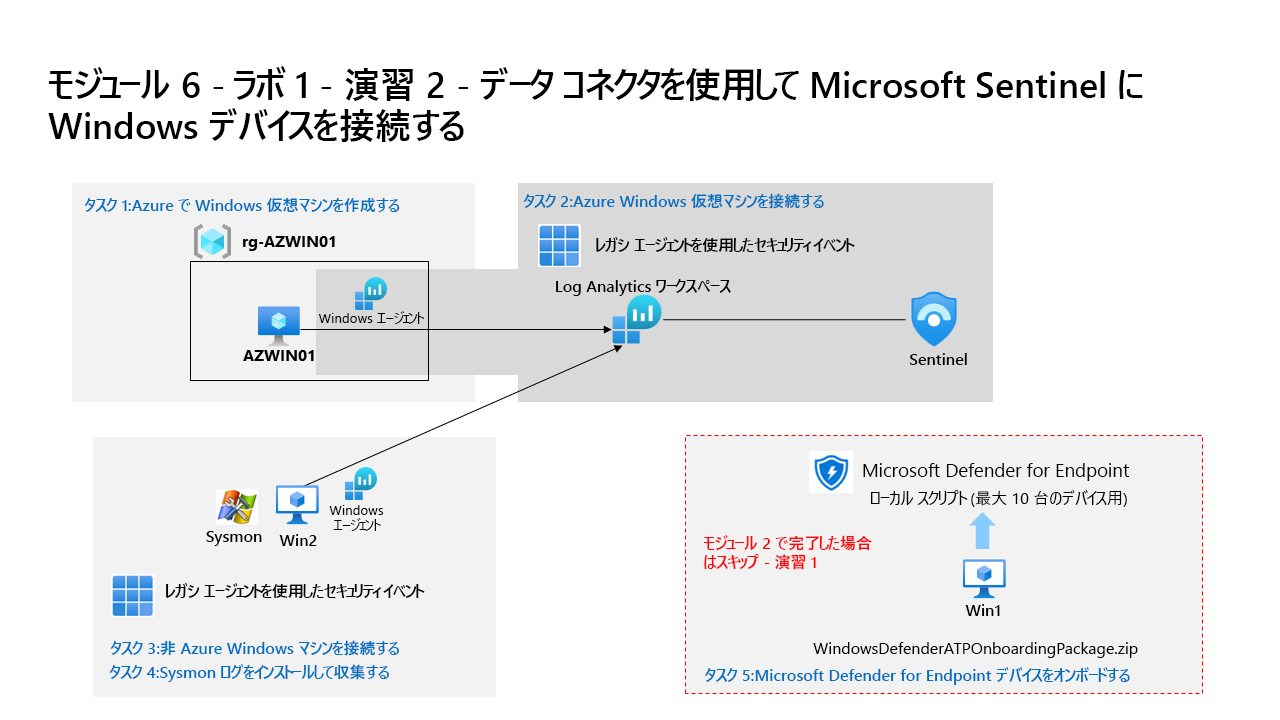 モジュール 6 - ラボ 1 - 演習 2 - データ コネクタを使用して Microsoft Sentinel に
Windows デバイスを接続する
タスク 1:Azure で Windows 仮想マシンを作成する
rg-AZWIN01
Windows エージェント
AZWIN01
タスク 2:Azure Windows 仮想マシンを接続する
レガシ エージェントを使用したセキュリティ イベント
Log Analytics ワークスペース
Sentinel
Sysmon
Win2
Windows
エージェント
レガシ エージェントを使用したセキュリティ イベント
タスク 3:非 Azure Windows マシンを接続する
タスク 4:Sysmon ログをインストールして収集する
Microsoft Defender for Endpoint
ローカル スクリプト (最大 10 台のデバイス用)
モジュール 2 で完了した場合
はスキップ - 演習 1
Win1
WindowsDefenderATPOnboardingPackage.zip
タスク 5:Microsoft Defender for Endpoint デバイスをオンボードする